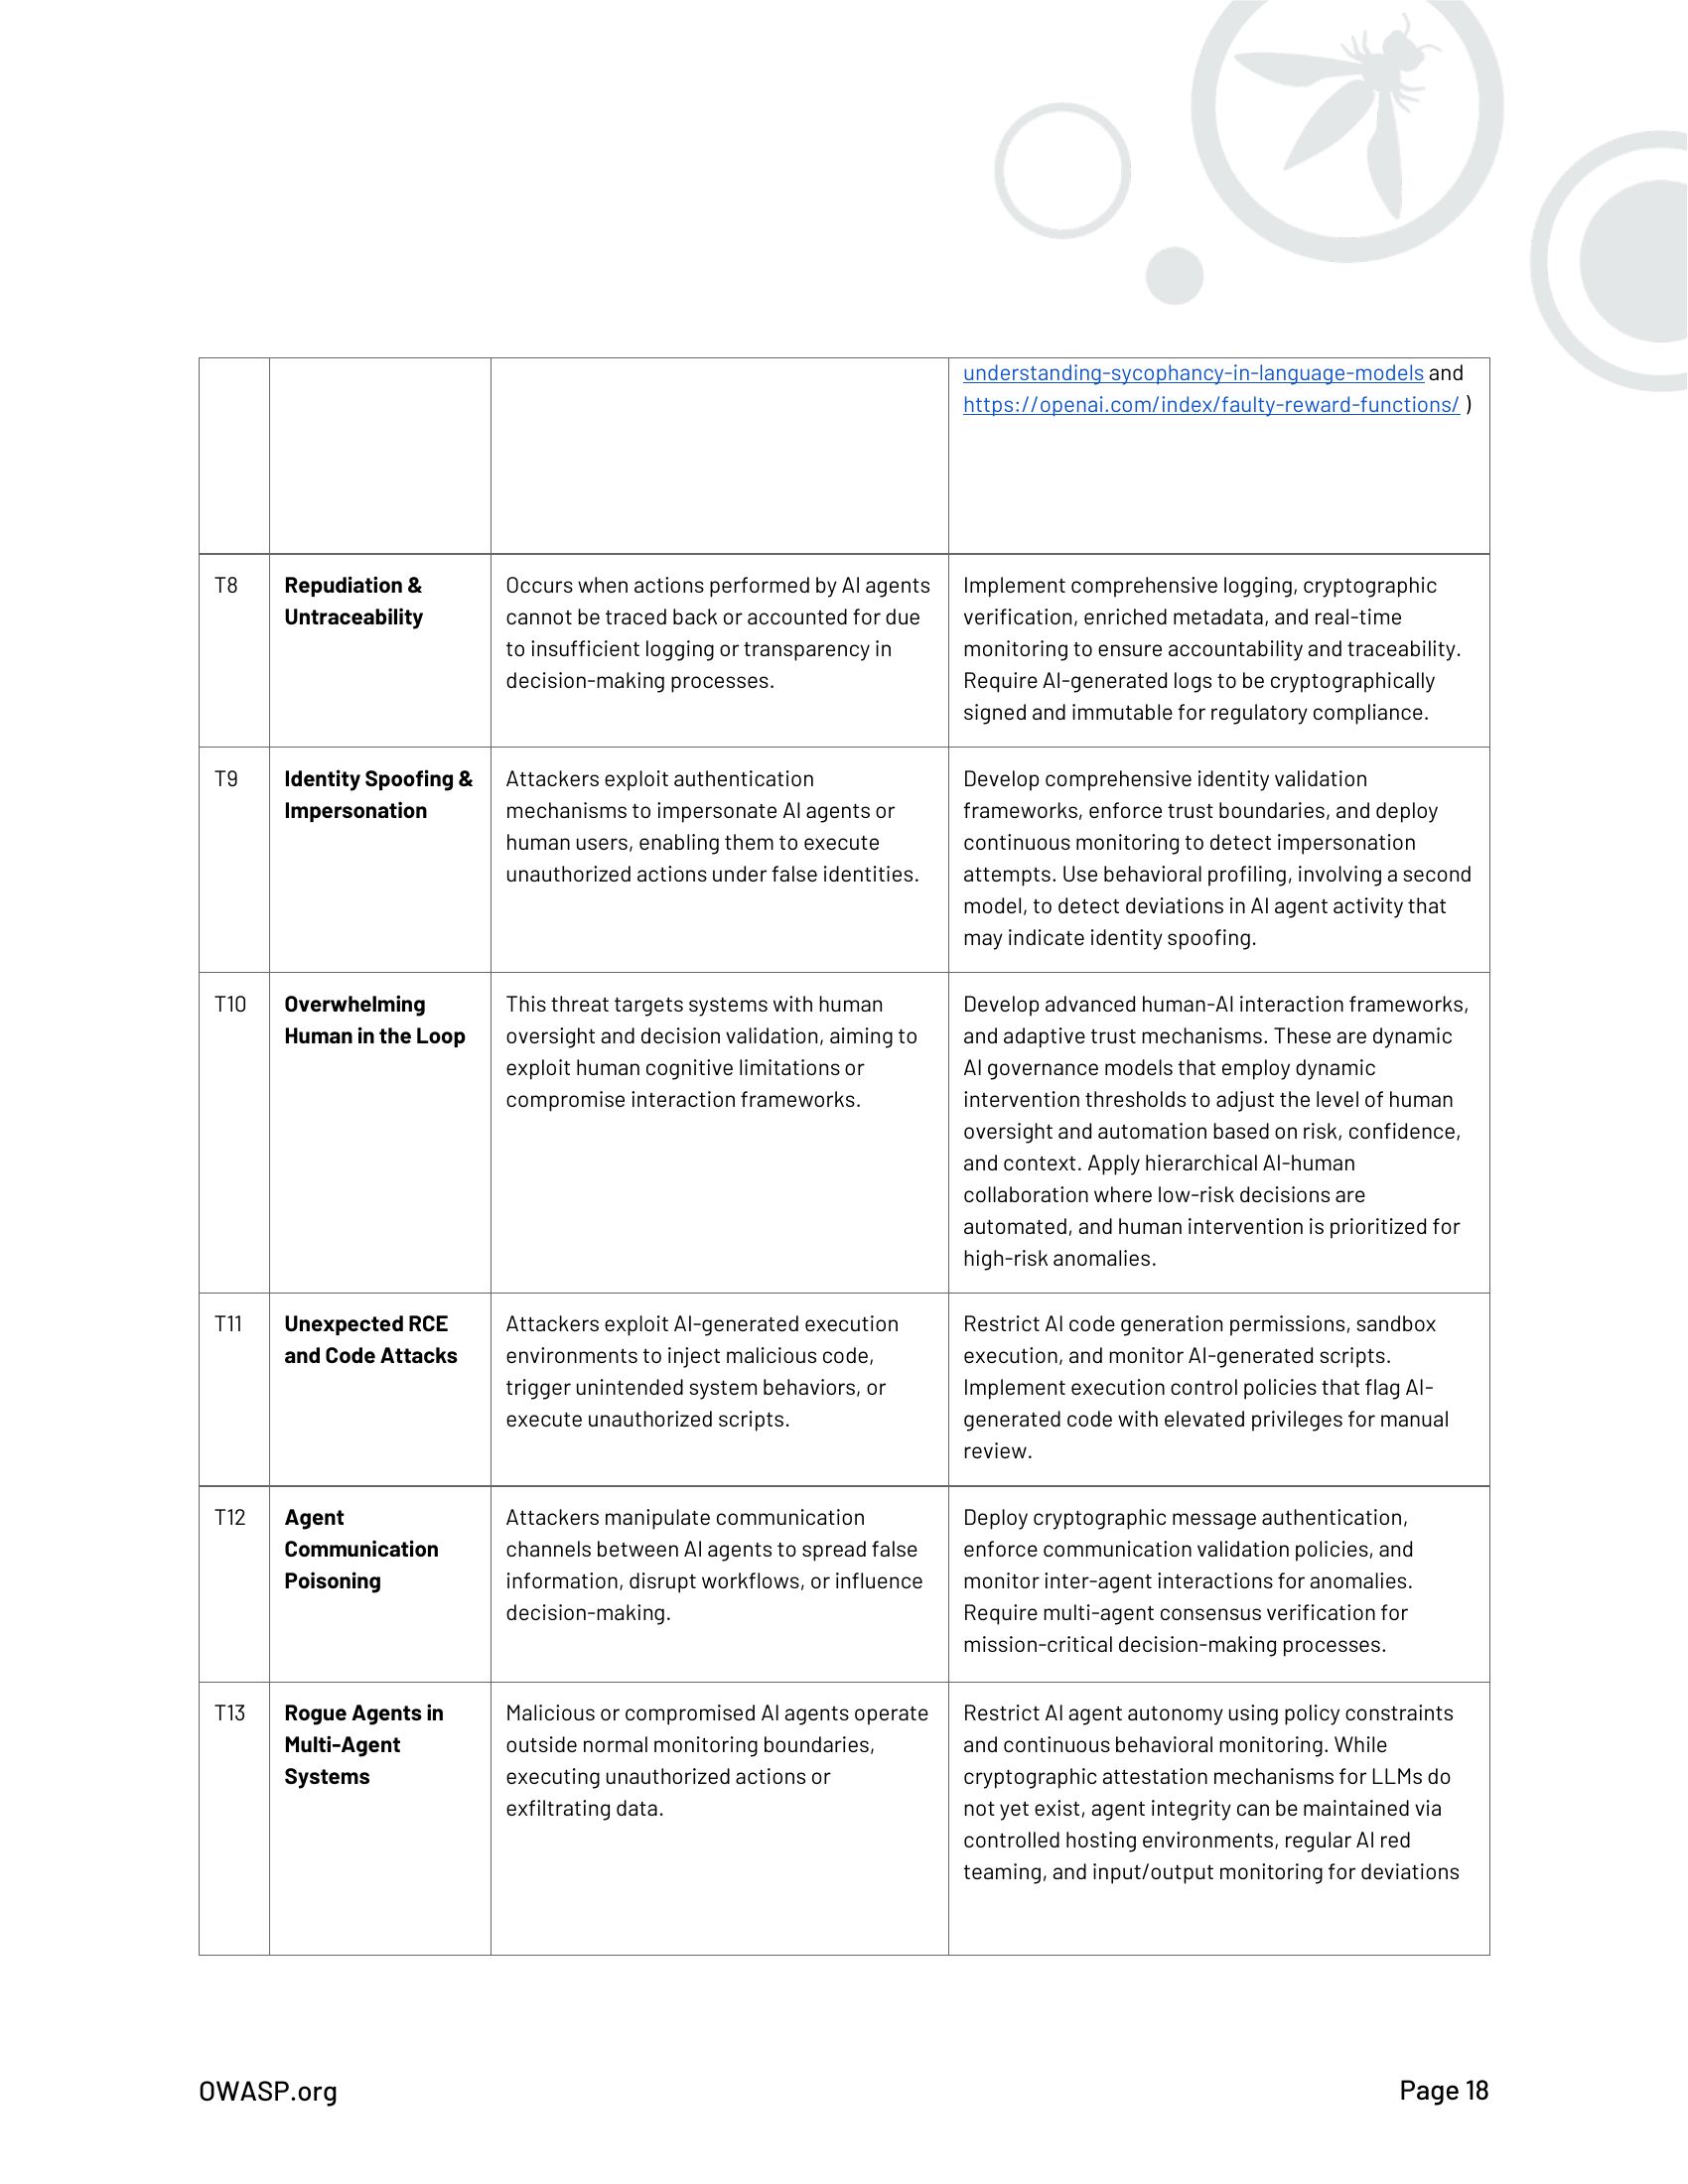 understanding-sycophancy-in-language-models and
https://openai.com/index/faulty-reward-functions/ )
T8
Repudiation &
Untraceability
Occurs when actions performed by AI agents
cannot be traced back or accounted for due
to insufficient logging or transparency in
decision-making processes.
Implement comprehensive logging, cryptographic
verification, enriched metadata, and real-time
monitoring to ensure accountability and traceability.
Require AI-generated logs to be cryptographically
signed and immutable for regulatory compliance.
T9
Identity Spoofing &
Impersonation
Attackers exploit authentication
mechanisms to impersonate AI agents or
human users, enabling them to execute
unauthorized actions under false identities.
Develop comprehensive identity validation
frameworks, enforce trust boundaries, and deploy
continuous monitoring to detect impersonation
attempts. Use behavioral profiling, involving a second
model, to detect deviations in AI agent activity that
may indicate identity spoofing.
T10
Overwhelming
Human in the Loop
This threat targets systems with human
oversight and decision validation, aiming to
exploit human cognitive limitations or
compromise interaction frameworks.
Develop advanced human-AI interaction frameworks,
and adaptive trust mechanisms. These are dynamic
AI governance models that employ dynamic
intervention thresholds to adjust the level of human
oversight and automation based on risk, confidence,
and context. Apply hierarchical AI-human
collaboration where low-risk decisions are
automated, and human intervention is prioritized for
high-risk anomalies.
T11
Unexpected RCE
and Code Attacks
Attackers exploit AI-generated execution
environments to inject malicious code,
trigger unintended system behaviors, or
execute unauthorized scripts.
Restrict AI code generation permissions, sandbox
execution, and monitor AI-generated scripts.
Implement execution control policies that flag AI-
generated code with elevated privileges for manual
review.
T12
Agent
Communication
Poisoning
Attackers manipulate communication
channels between AI agents to spread false
information, disrupt workflows, or influence
decision-making.
Deploy cryptographic message authentication,
enforce communication validation policies, and
monitor inter-agent interactions for anomalies.
Require multi-agent consensus verification for
mission-critical decision-making processes.
T13
Rogue Agents in
Multi-Agent
Systems
Malicious or compromised AI agents operate
outside normal monitoring boundaries,
executing unauthorized actions or
exfiltrating data.
Restrict AI agent autonomy using policy constraints
and continuous behavioral monitoring. While
cryptographic attestation mechanisms for LLMs do
not yet exist, agent integrity can be maintained via
controlled hosting environments, regular AI red
teaming, and input/output monitoring for deviations
OWASP.org
Page 18